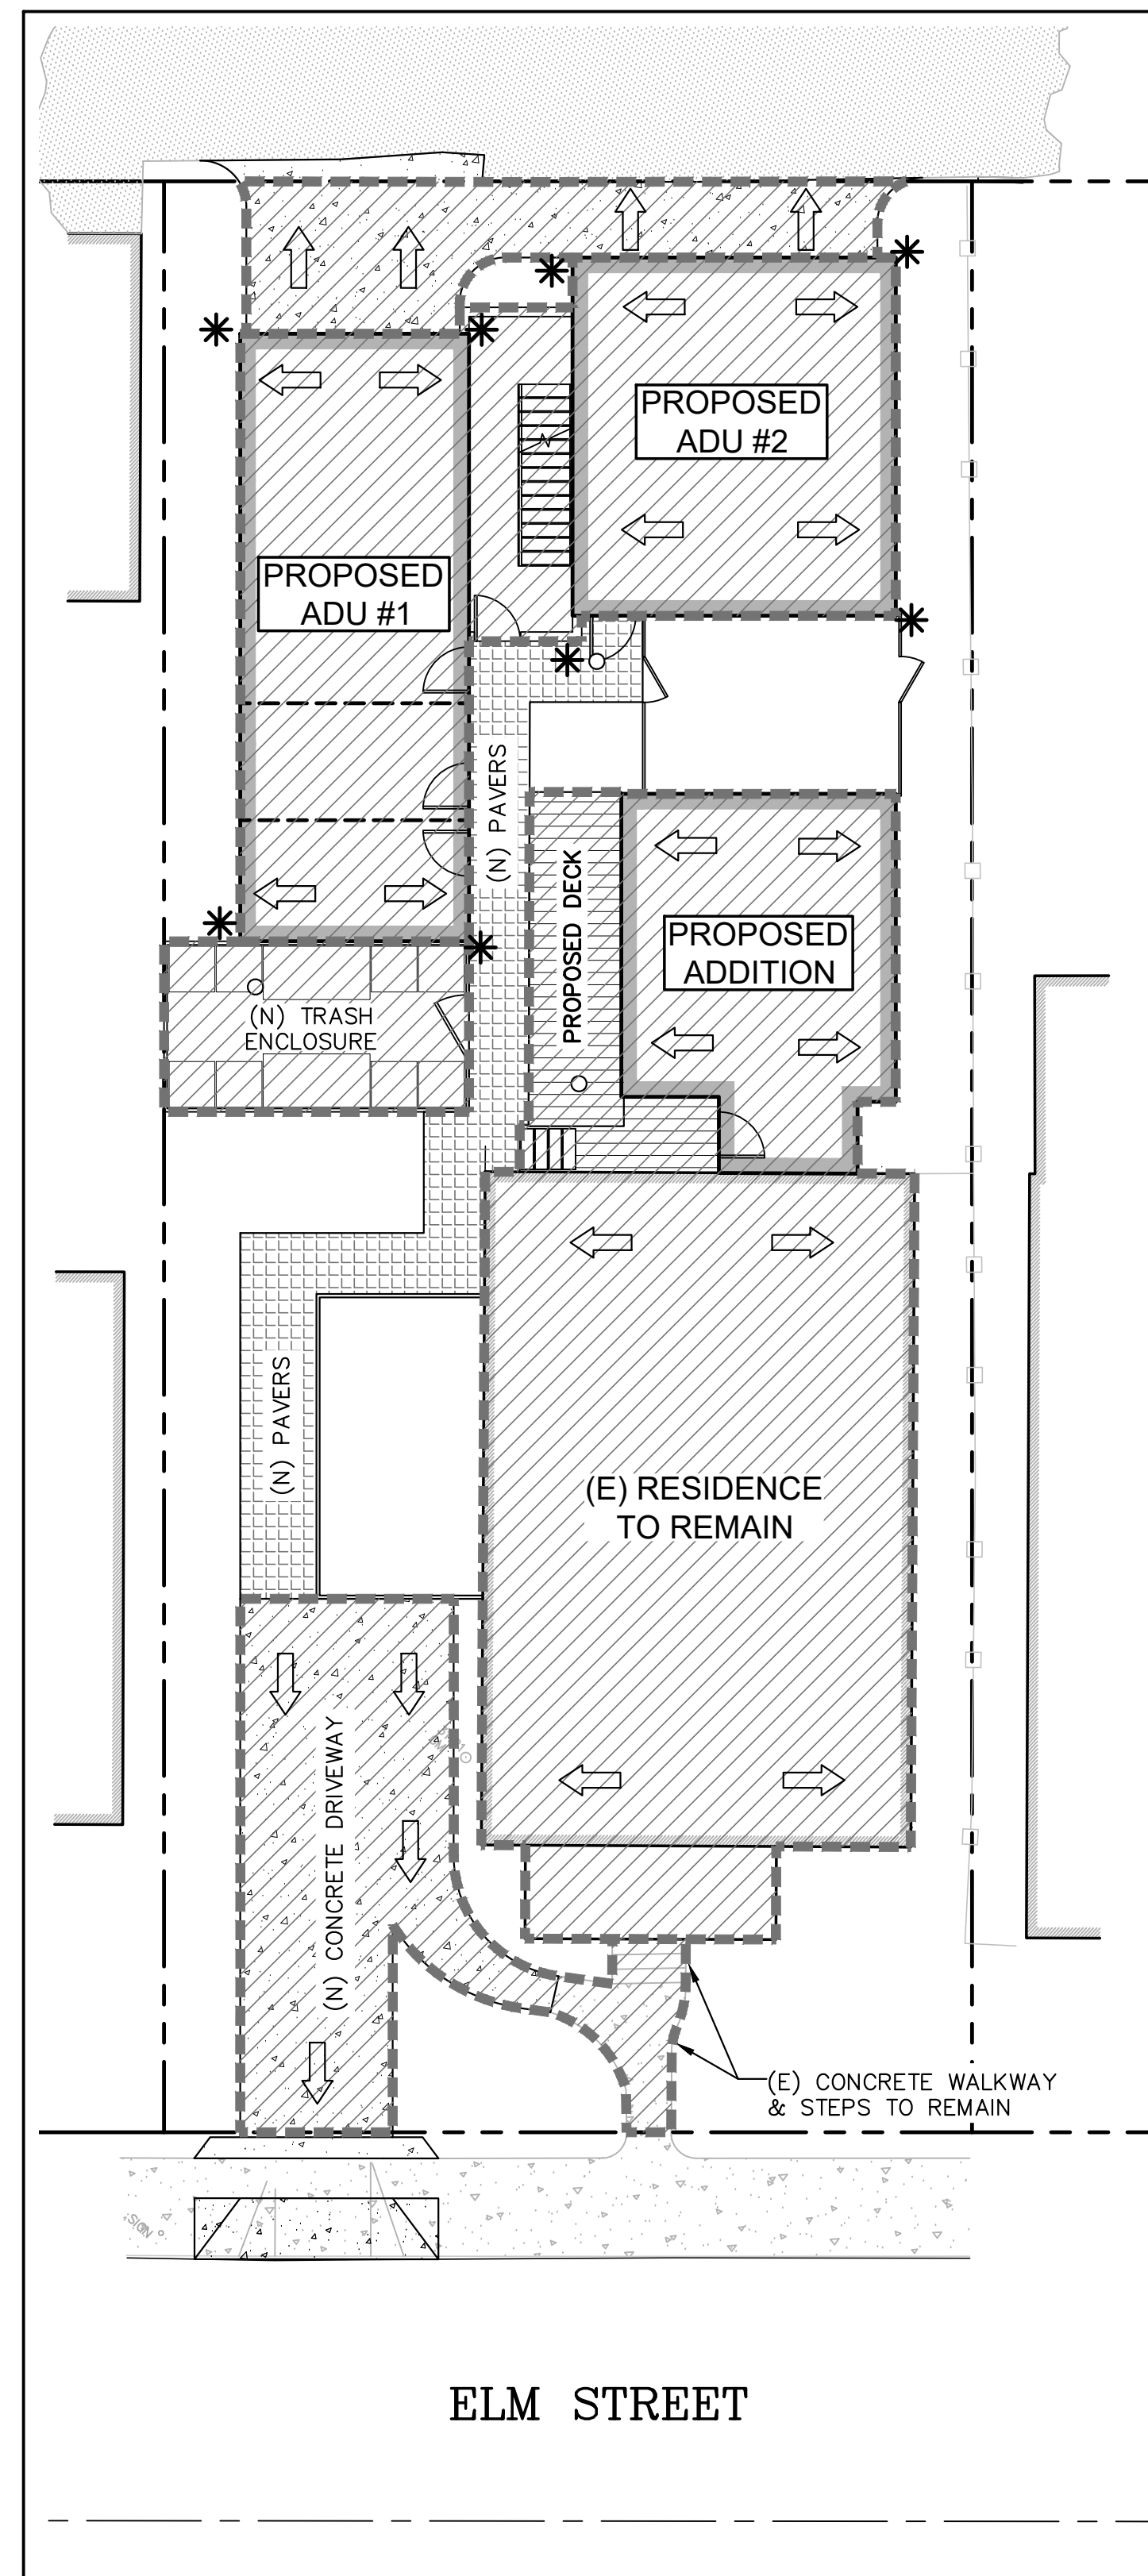 PROPOSED
ADU #2
PROPOSED
ADU #1
(N) PAVERS
PROPOSED DECK
PROPOSED
ADDITION
(N) TRASH
ENCLOSURE
(N) PAVERS
(E) RESIDENCE
TO REMAIN
(N) CONCRETE DRIVEWAY
(E) CONCRETE WALKWAY
& STEPS TO REMAIN
SIGN
ELM STREET